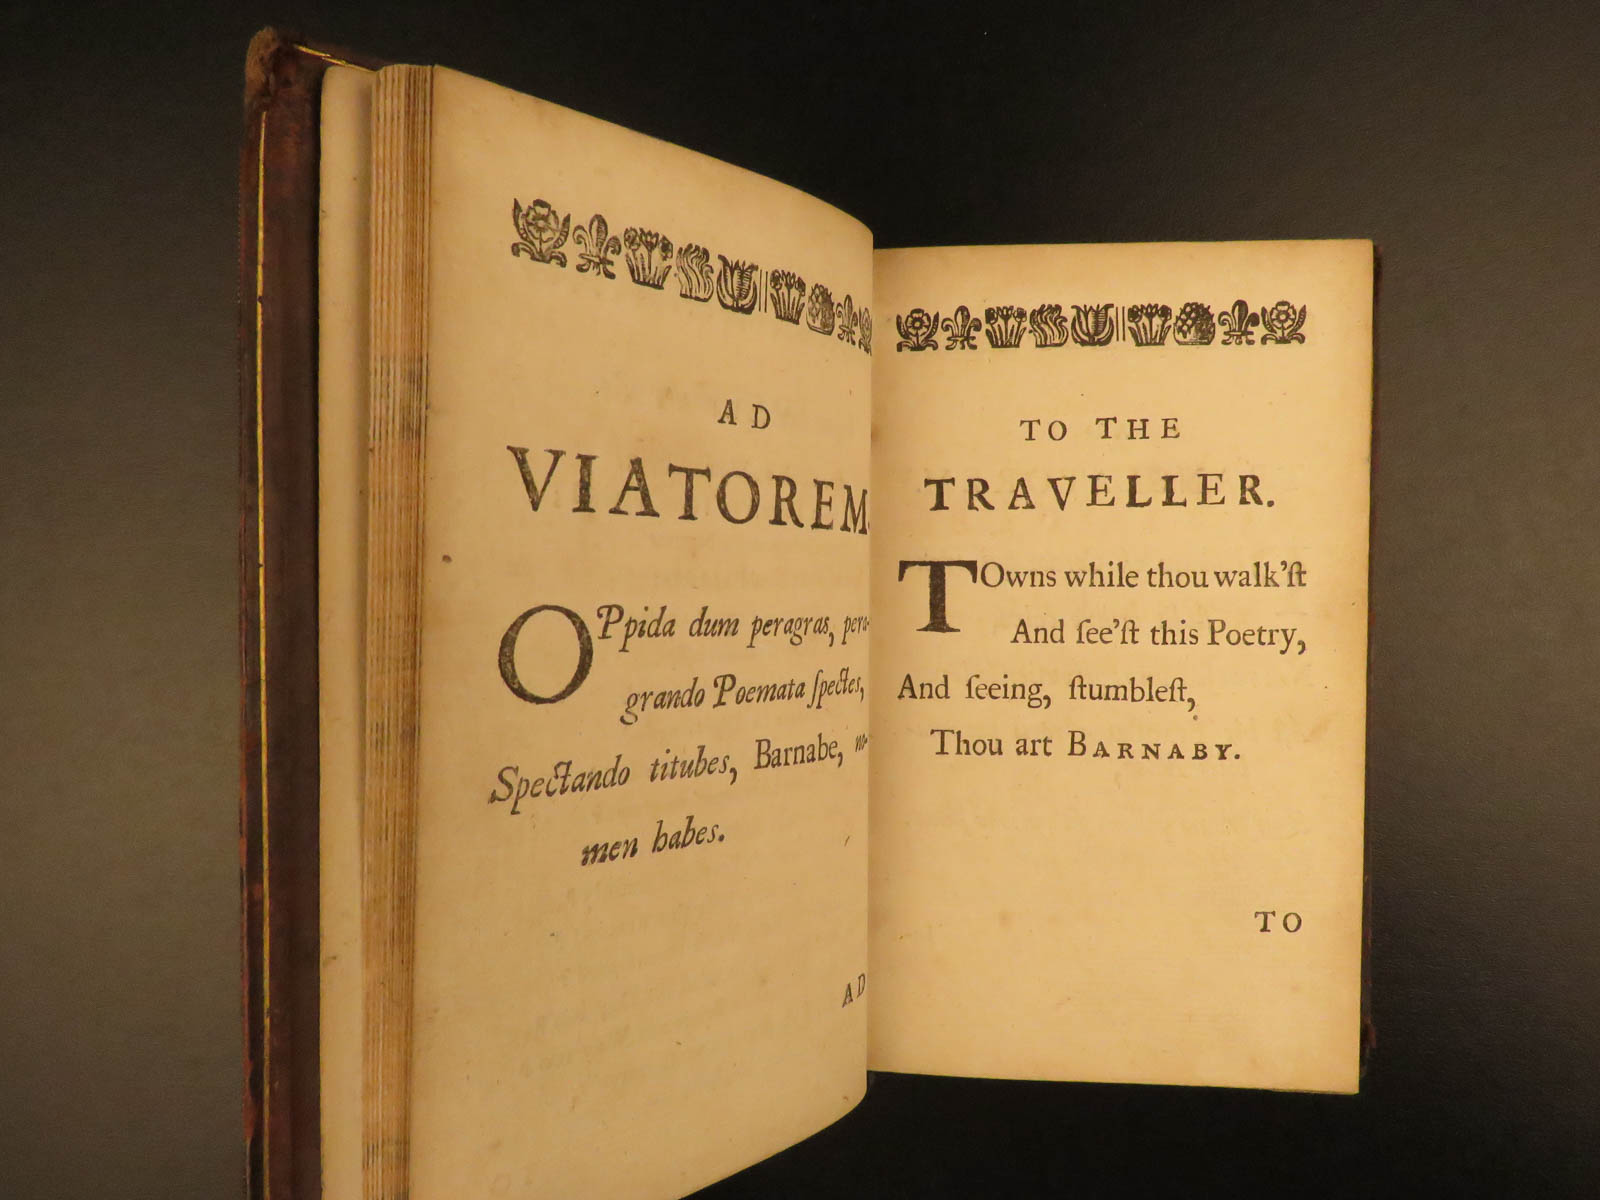 AD
VIATOREM.
OPpida dum peragras, pera-
grando Poemata ſpectes,
Spectando titubes, Barnabe, n-
men habes.
AD
TO THE
TRAVELLER.
TOwns while thou walk'ſt
And ſee'ſt this Poetry,
And ſeeing, ſtumbleſt,
Thou art BARNABY.
TO